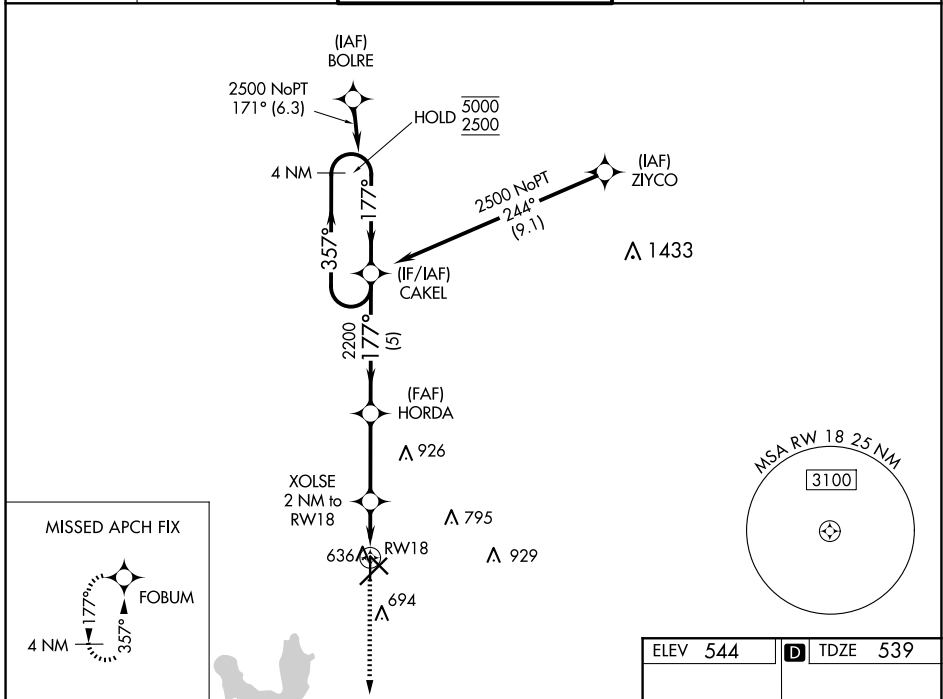 (IAF)
BOLRE
2500 NoPT
171° (6.3)
HOLD 5000
2500
4 NM
177°
357°
(IAF)
ZIYCO
2500 NoPT
244°
(9.1)
1433
(IF/IAF)
CAKEL
2200
177°
(5)
(FAF)
HORDA
926
XOLSE
2 NM to
RW18
795
636
RW18
929
694
MSA RW 18 25 NM
3100
MISSED APCH FIX
FOBUM
177°
357°
4 NM
ELEV 544
D TDZE 539